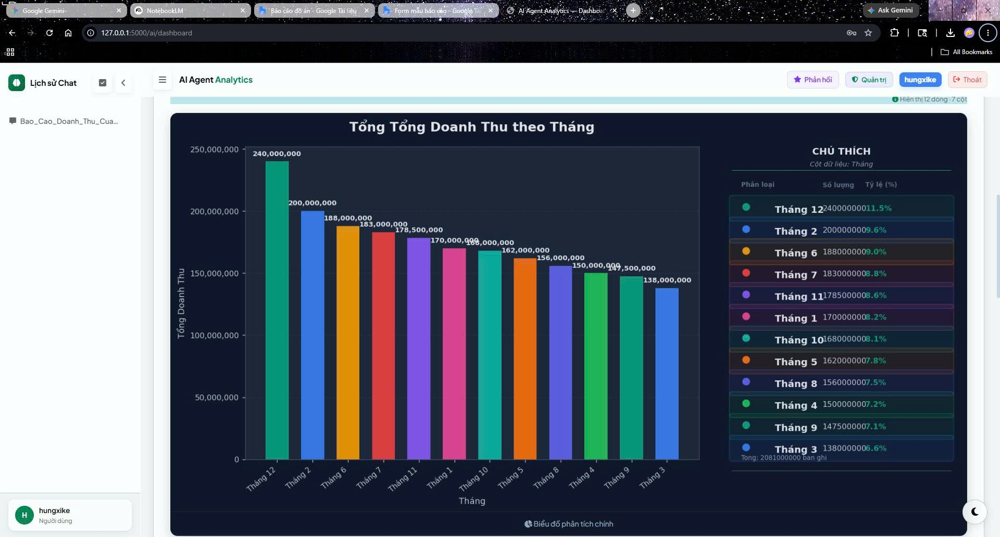 Google Gemini
NotebookLM
Báo cáo đồ án - Google Tài liệu
Form mẫu báo cáo - Google Tà
AI Agent Analytics — Dashboar
Ask Gemini
127.0.0.1:5000/ai/dashboard
All Bookmarks
Lịch sử Chat
AI Agent Analytics
Phản hồi
Quản trị
hungxike
Thoát
Hiển thị 12 dòng · 7 cột
Bao_Cao_Doanh_Thu_Cua...
Tổng Tổng Doanh Thu theo Tháng
Tổng Doanh Thu
250,000,000
200,000,000
150,000,000
100,000,000
50,000,000
0
240,000,000
200,000,000
188,000,000
183,000,000
178,500,000
170,000,000
168,000,000
162,000,000
156,000,000
150,000,000
147,500,000
138,000,000
Tháng 12
Tháng 2
Tháng 6
Tháng 7
Tháng 11
Tháng 1
Tháng 10
Tháng 5
Tháng 8
Tháng 4
Tháng 9
Tháng 3
Tháng
CHÚ THÍCH
Cột dữ liệu: Tháng
Phân loại Số lượng Tỷ lệ (%)
Tháng 12 240000000 11.5%
Tháng 2 200000000 9.6%
Tháng 6 188000000 9.0%
Tháng 7 183000000 8.8%
Tháng 11 178500000 8.6%
Tháng 1 170000000 8.2%
Tháng 10 168000000 8.1%
Tháng 5 162000000 7.8%
Tháng 8 156000000 7.5%
Tháng 4 150000000 7.2%
Tháng 9 147500000 7.1%
Tháng 3 138000000 6.6%
Tong: 2081000000 ban ghi
Biểu đồ phân tích chính
H
hungxike
Người dùng